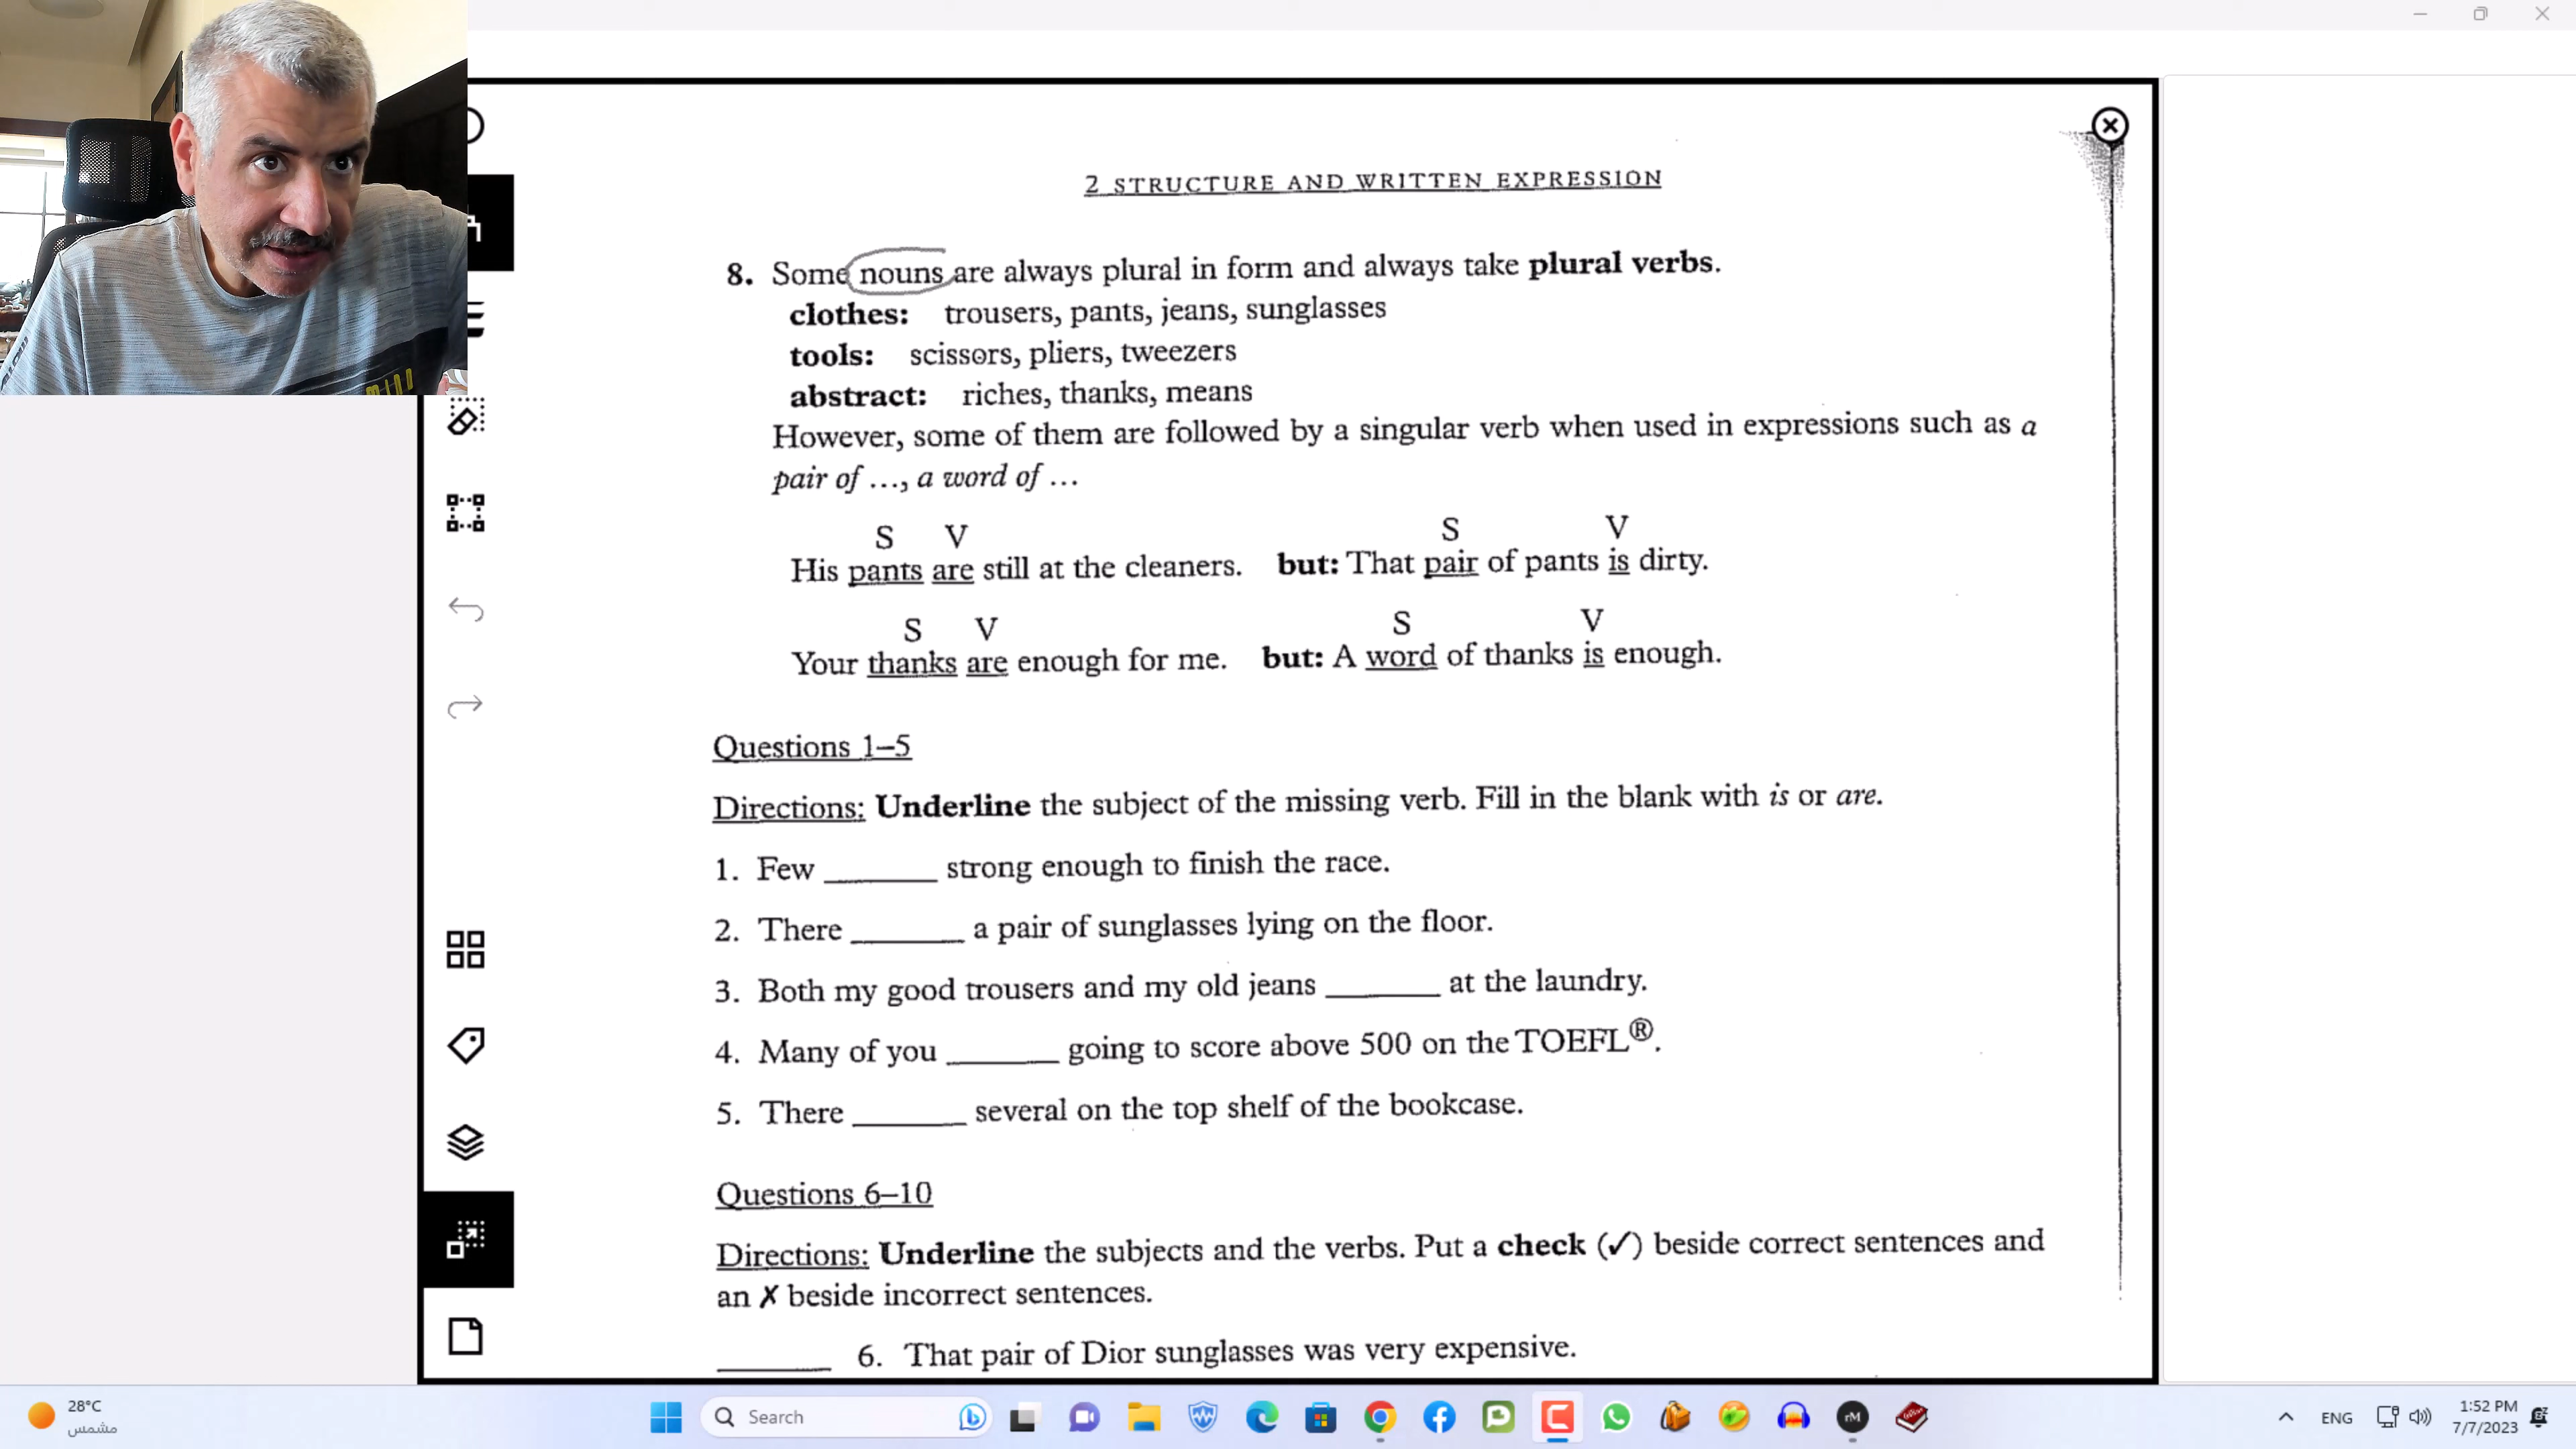 2 STRUCTURE AND WRITTEN EXPRESSION
8. Some nouns are always plural in form and always take plural verbs.
clothes: trousers, pants, jeans, sunglasses
tools: scissors, pliers, tweezers
abstract: riches, thanks, means
However, some of them are followed by a singular verb when used in expressions such as a
pair of ..., a word of ...
S V S V
His pants are still at the cleaners. but: That pair of pants is dirty.
S V S V
Your thanks are enough for me. but: A word of thanks is enough.
Questions 1–5
Directions: Underline the subject of the missing verb. Fill in the blank with is or are.
1. Few ______ strong enough to finish the race.
2. There ______ a pair of sunglasses lying on the floor.
3. Both my good trousers and my old jeans ______ at the laundry.
4. Many of you ______ going to score above 500 on the TOEFL®.
5. There ______ several on the top shelf of the bookcase.
Questions 6–10
Directions: Underline the subjects and the verbs. Put a check (✓) beside correct sentences and
an ✗ beside incorrect sentences.
______ 6. That pair of Dior sunglasses was very expensive.
28°C
مشمس
Search
rM
ENG
1:52 PM
7/7/2023